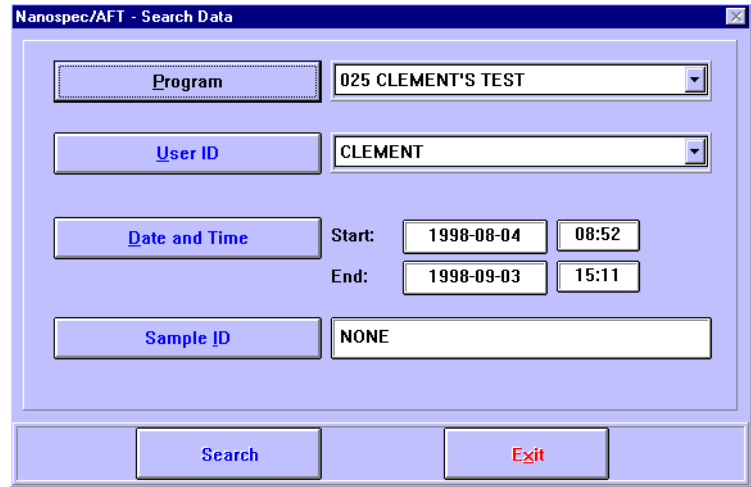 Nanospec/AFT - Search Data
Program 025 CLEMENT'S TEST
User ID CLEMENT
Date and Time Start: 1998-08-04 08:52
End: 1998-09-03 15:11
Sample ID NONE
Search Exit